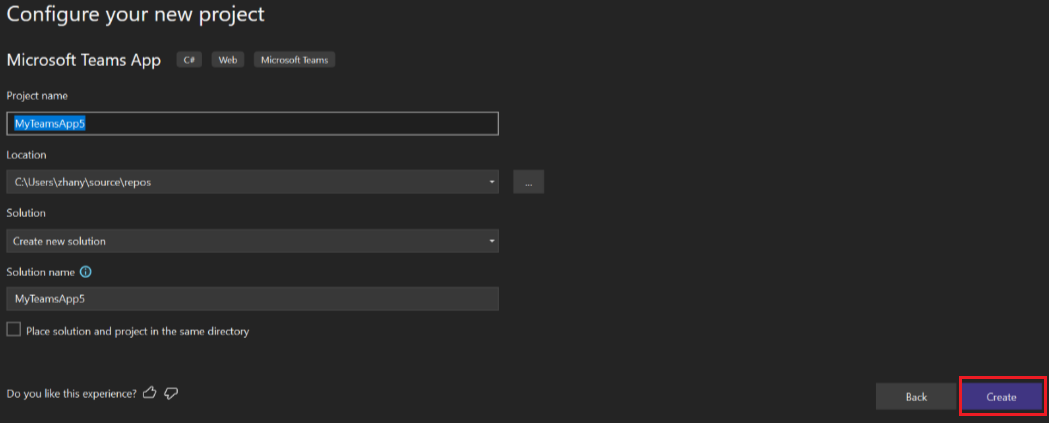 Configure your new project
Microsoft Teams App C# Web Microsoft Teams
Project name
MyTeamsApp5
Location
C:\Users\zhany\source\repos ...
Solution
Create new solution
Solution name
MyTeamsApp5
Place solution and project in the same directory
Do you like this experience? Back Create